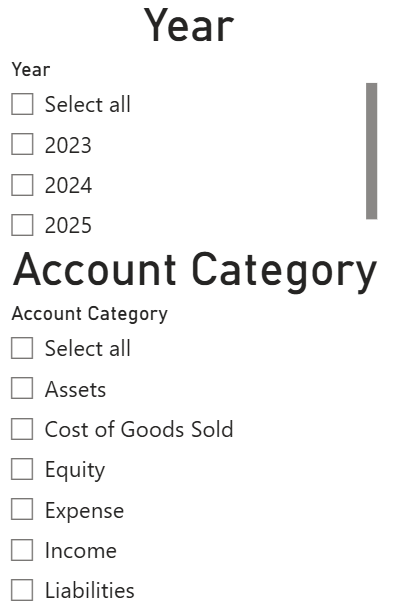 Year
Year
Select all
2023
2024
2025
Account Category
Account Category
Select all
Assets
Cost of Goods Sold
Equity
Expense
Income
Liabilities